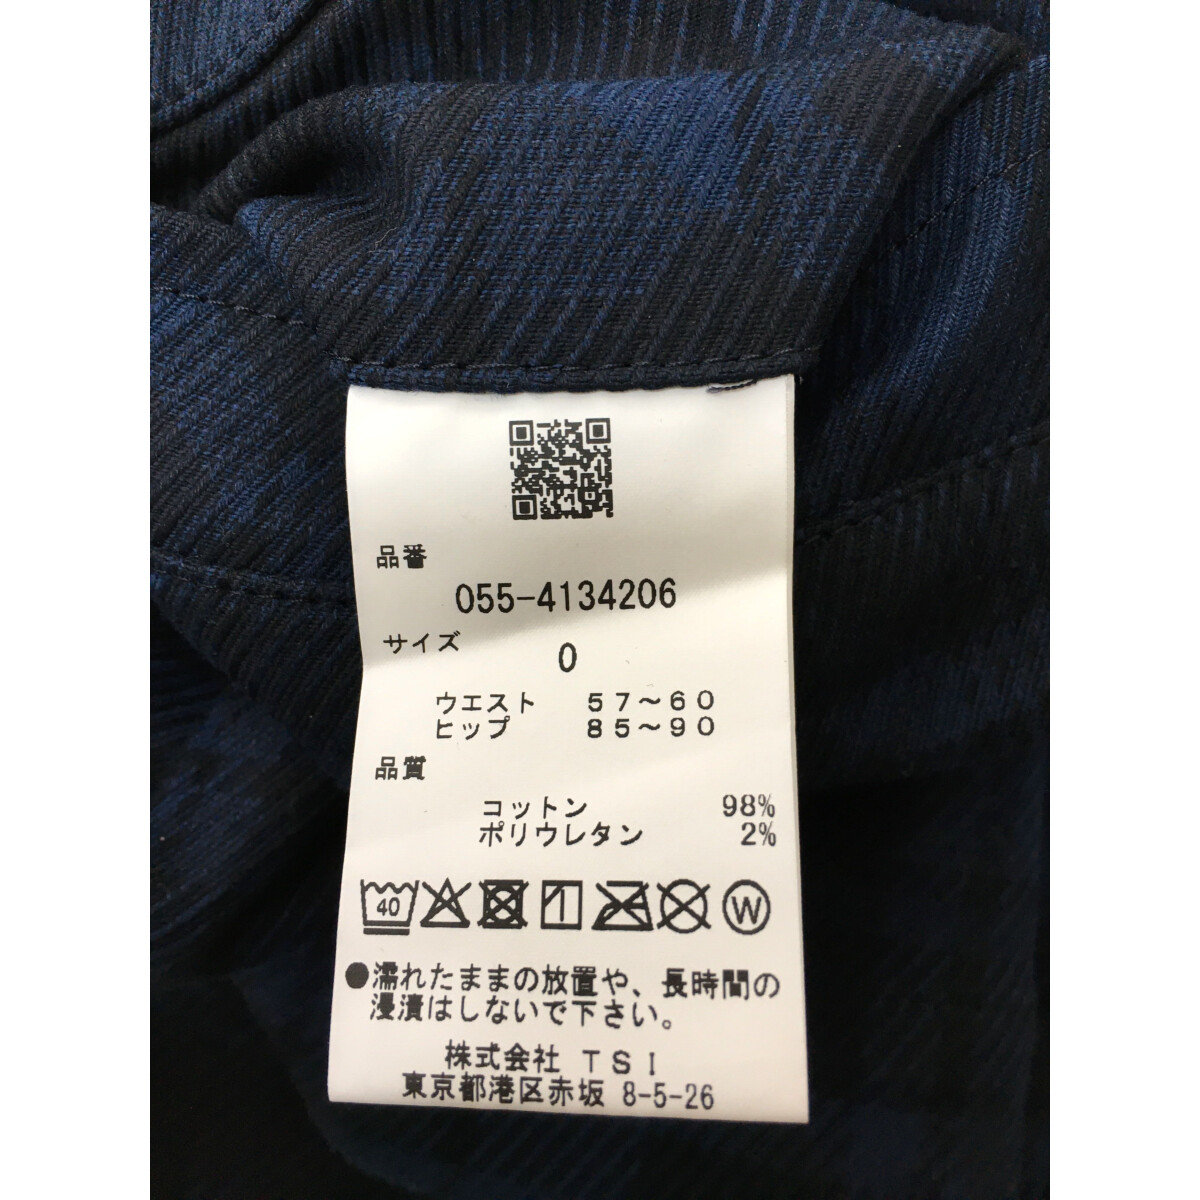 品番
055-4134206
サイズ 0
ウエスト 57～60
ヒップ 85～90
品質
コットン 98%
ポリウレタン 2%
40 W
●濡れたままの放置や、長時間の
浸漬はしないで下さい。
株式会社 TSI
東京都港区赤坂 8-5-26